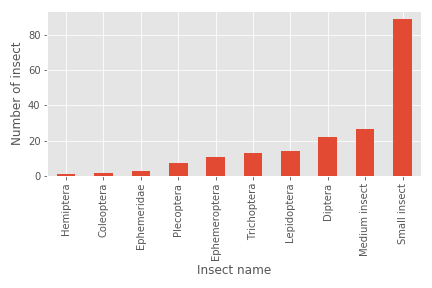 Number of insect
80
60
40
20
0
Hemiptera
Coleoptera
Ephemeridae
Plecoptera
Ephemeroptera
Trichoptera
Lepidoptera
Diptera
Medium insect
Small insect
Insect name